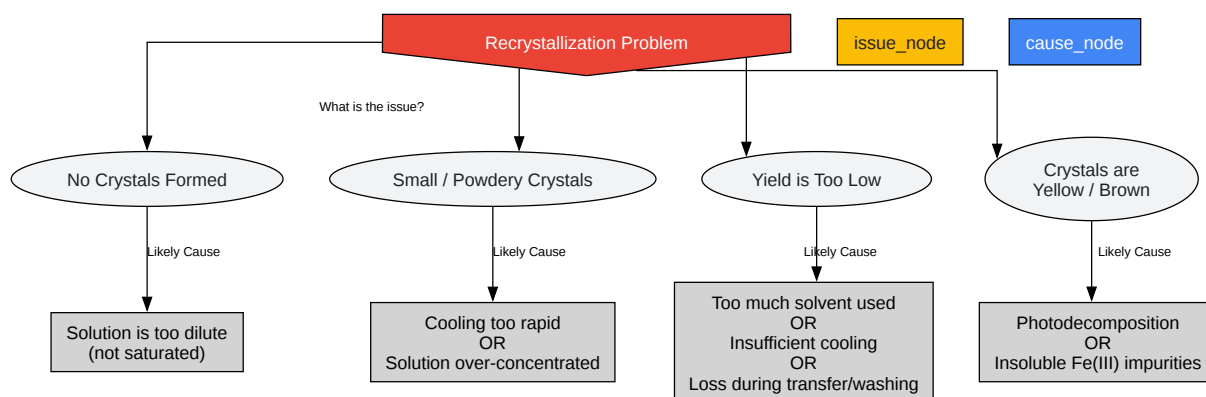 Recrystallization Problem
issue_node
cause_node
What is the issue?
No Crystals Formed
Small / Powdery Crystals
Yield is Too Low
Crystals are
Yellow / Brown
Likely Cause
Likely Cause
Likely Cause
Likely Cause
Solution is too dilute
(not saturated)
Cooling too rapid
OR
Solution over-concentrated
Too much solvent used
OR
Insufficient cooling
OR
Loss during transfer/washing
Photodecomposition
OR
Insoluble Fe(III) impurities